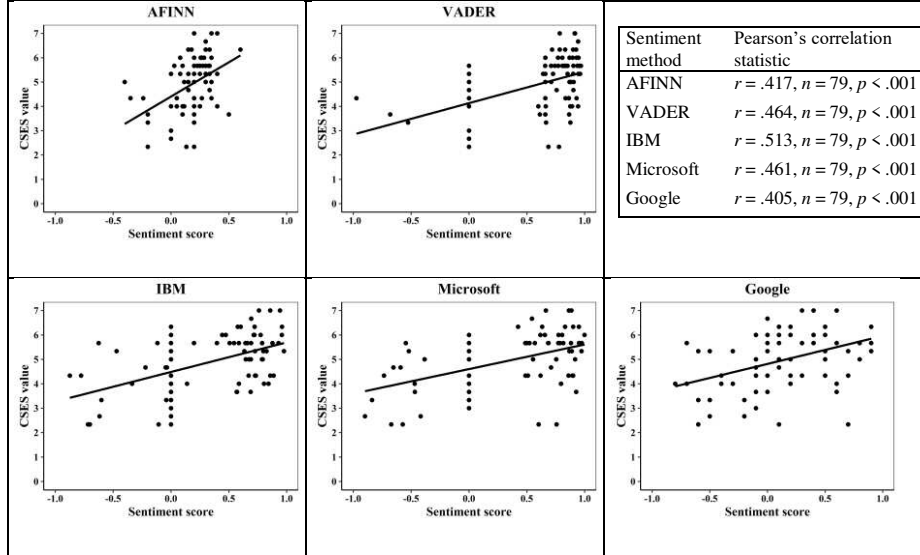 AFINN
CSES value
7
6
5
4
3
2
1
0
-1.0
-0.5
0.0
0.5
1.0
Sentiment score
VADER
CSES value
7
6
5
4
3
2
1
0
-1.0
-0.5
0.0
0.5
1.0
Sentiment score
Sentiment method
Pearson's correlation statistic
AFINN r = .417, n = 79, p < .001
VADER r = .464, n = 79, p < .001
IBM r = .513, n = 79, p < .001
Microsoft r = .461, n = 79, p < .001
Google r = .405, n = 79, p < .001
IBM
CSES value
7
6
5
4
3
2
1
0
-1.0
-0.5
0.0
0.5
1.0
Sentiment score
Microsoft
CSES value
7
6
5
4
3
2
1
0
-1.0
-0.5
0.0
0.5
1.0
Sentiment score
Google
CSES value
7
6
5
4
3
2
1
0
-1.0
-0.5
0.0
0.5
1.0
Sentiment score